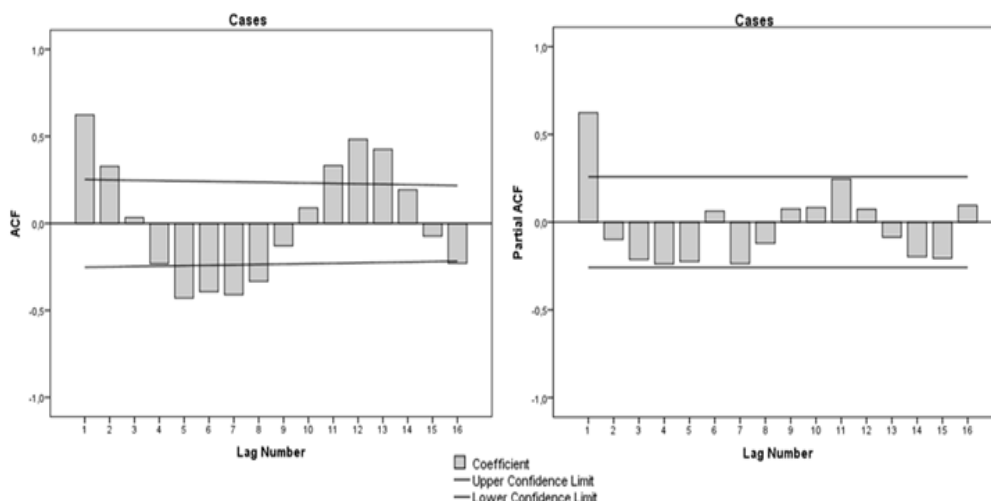 Cases
1,0
0,5
0,0
-0,5
-1,0
ACF
1 2 3 4 5 6 7 8 9 10 11 12 13 14 15 16
Lag Number
Cases
1,0
0,5
0,0
-0,5
-1,0
Partial ACF
1 2 3 4 5 6 7 8 9 10 11 12 13 14 15 16
Lag Number
Coefficient
Upper Confidence Limit
Lower Confidence Limit